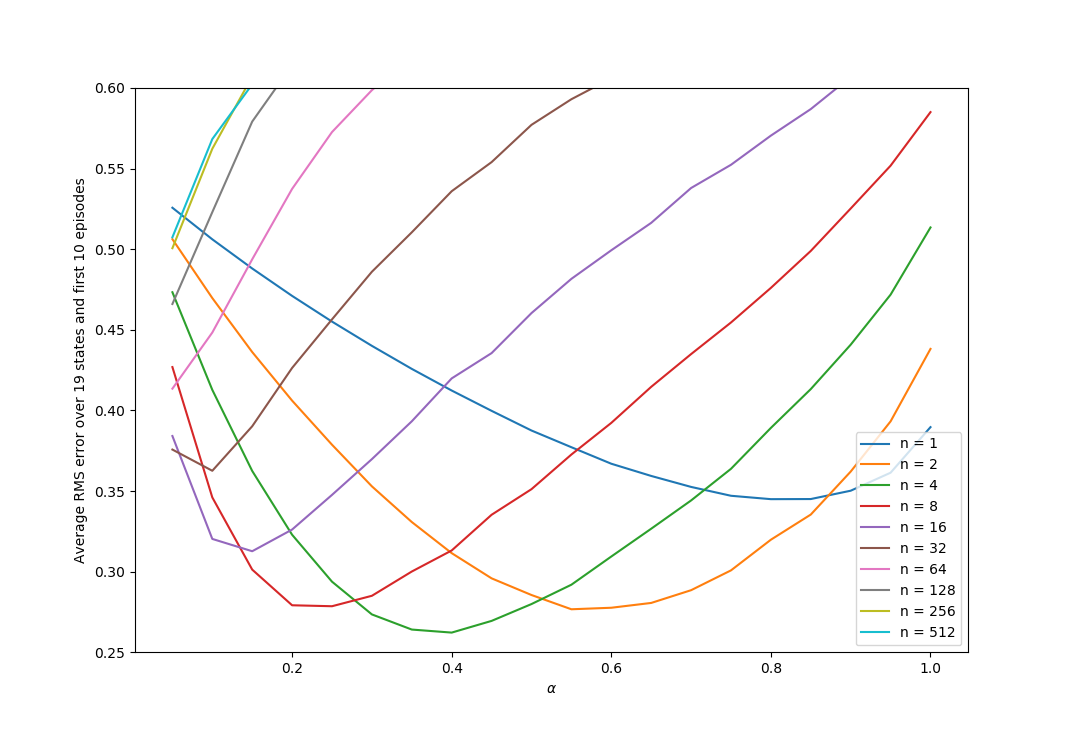 0.60
0.55
0.50
0.45
0.40
0.35
0.30
0.25
Average RMS error over 19 states and first 10 episodes
0.2
0.4
0.6
0.8
1.0
α
n = 1
n = 2
n = 4
n = 8
n = 16
n = 32
n = 64
n = 128
n = 256
n = 512